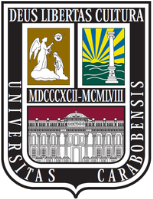 DEUS LIBERTAS CULTURA
MDCCCXCII-MCMLVIII
UNIVERSITAS
CARABOBENSIS